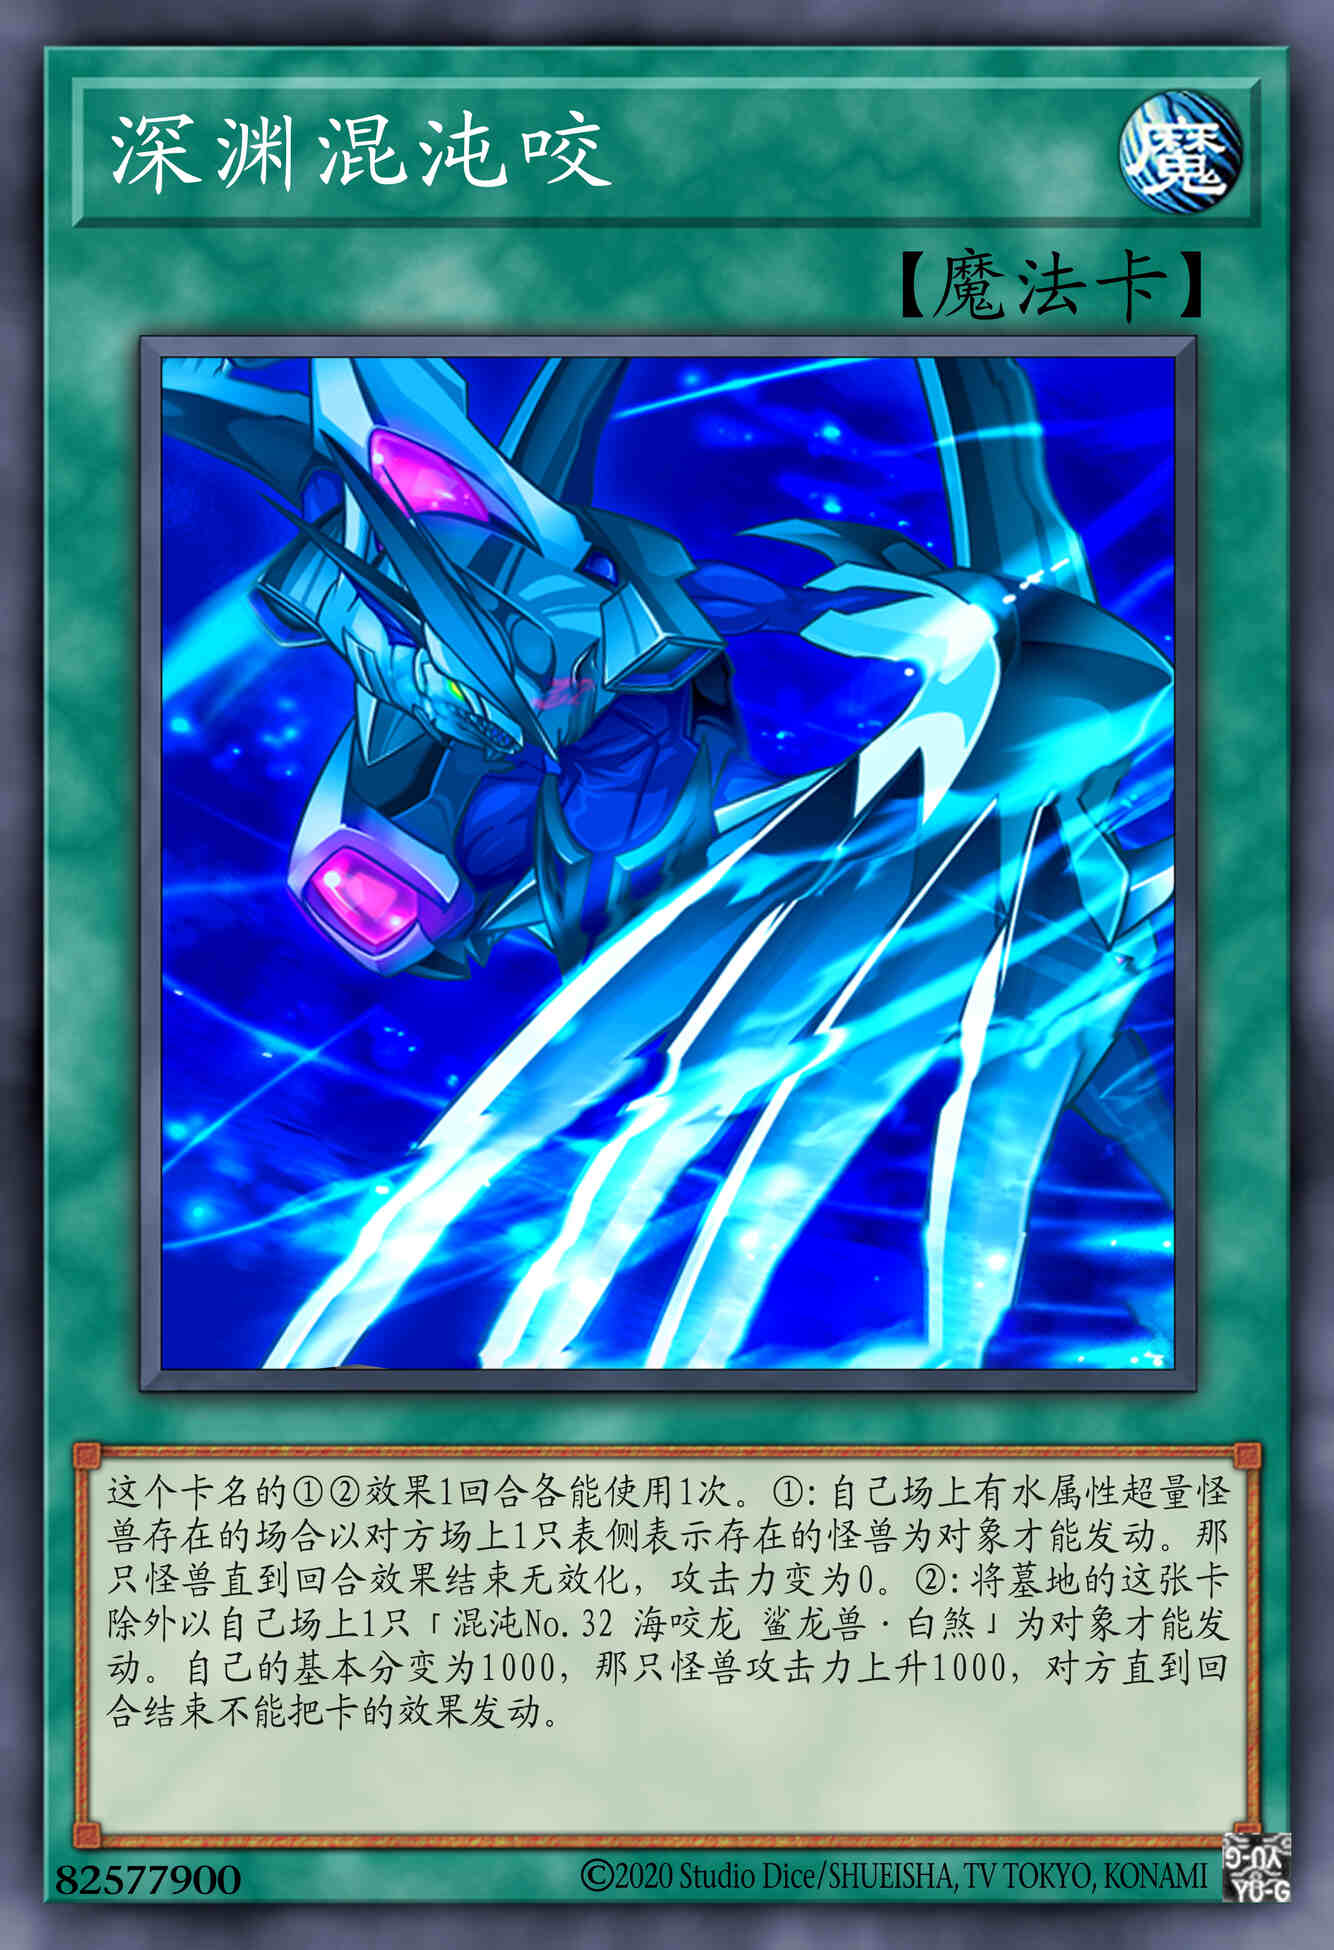 深渊混沌咬
魔
【魔法卡】
这个卡名的①②效果1回合各能使用1次。①:自己场上有水属性超量怪
兽存在的场合以对方场上1只表侧表示存在的怪兽为对象才能发动。那
只怪兽直到回合效果结束无效化，攻击力变为0。②:将墓地的这张卡
除外以自己场上1只「混沌No.32 海咬龙 鲨龙兽·白煞」为对象才能发
动。自己的基本分变为1000，那只怪兽攻击力上升1000，对方直到回
合结束不能把卡的效果发动。
82577900
©2020 Studio Dice/SHUEISHA, TV TOKYO, KONAMI
YU-G
YU-G